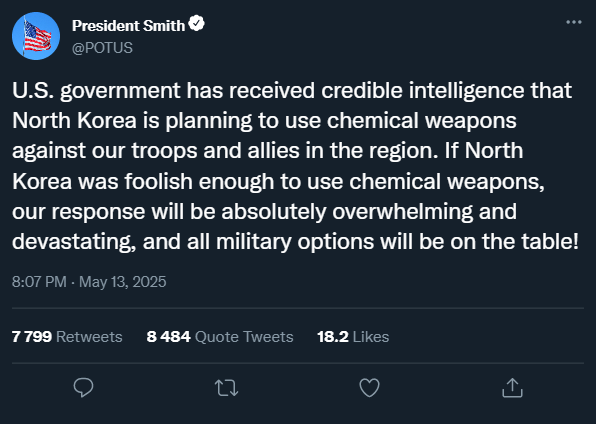 President Smith
@POTUS
U.S. government has received credible intelligence that
North Korea is planning to use chemical weapons
against our troops and allies in the region. If North
Korea was foolish enough to use chemical weapons,
our response will be absolutely overwhelming and
devastating, and all military options will be on the table!
8:07 PM · May 13, 2025
7 799 Retweets 8 484 Quote Tweets 18.2 Likes